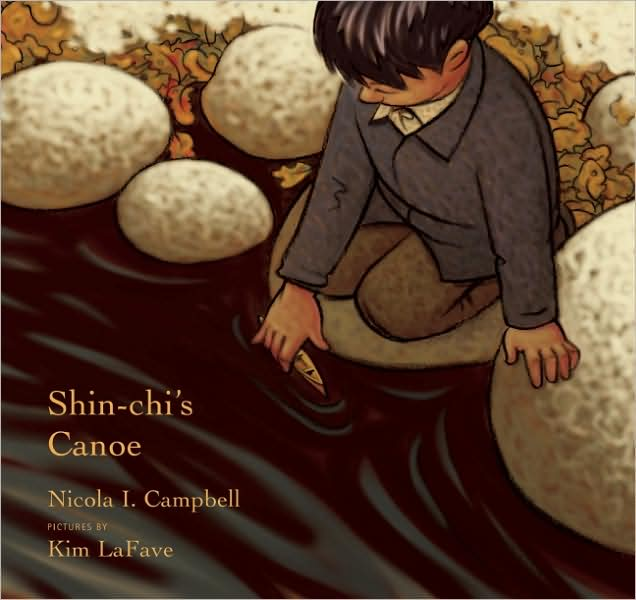 Shin-chi's
Canoe
Nicola I. Campbell
PICTURES BY
Kim LaFave